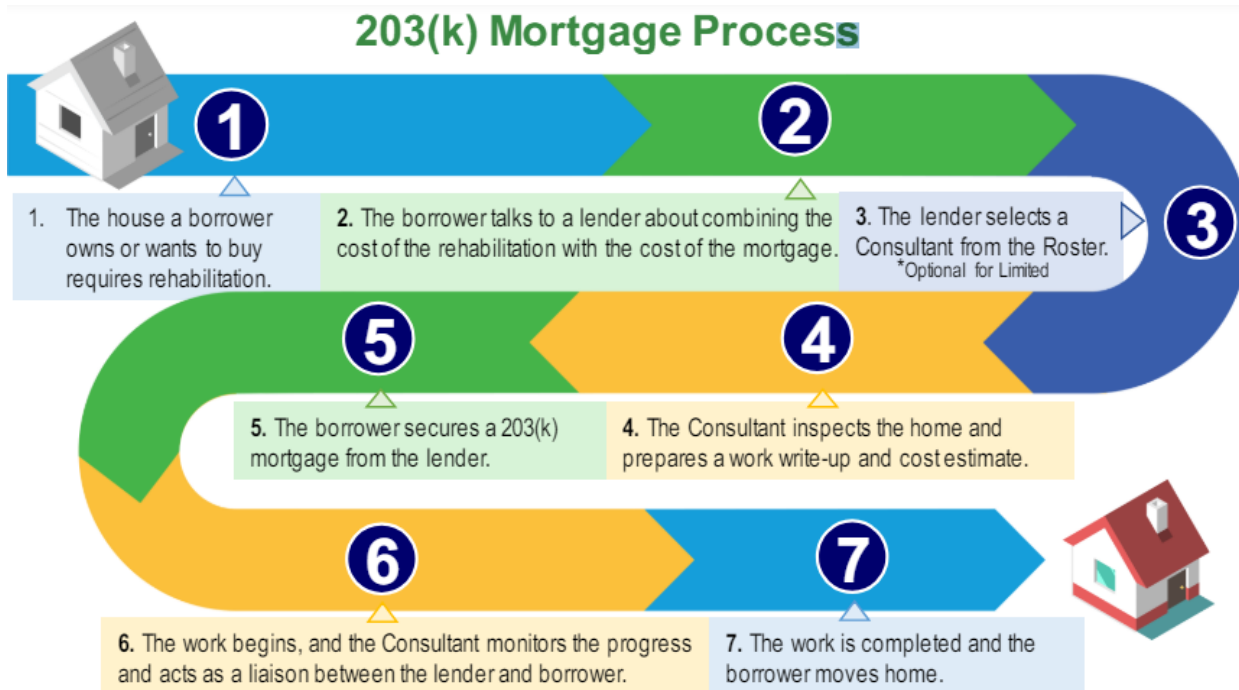 203(k) Mortgage Process
1
2
3
1. The house a borrower
owns or wants to buy
requires rehabilitation.
2. The borrower talks to a lender about combining the
cost of the rehabilitation with the cost of the mortgage.
3. The lender selects a
Consultant from the Roster.
*Optional for Limited
5
4
5. The borrower secures a 203(k)
mortgage from the lender.
4. The Consultant inspects the home and
prepares a work write-up and cost estimate.
6
7
6. The work begins, and the Consultant monitors the progress
and acts as a liaison between the lender and borrower.
7. The work is completed and the
borrower moves home.